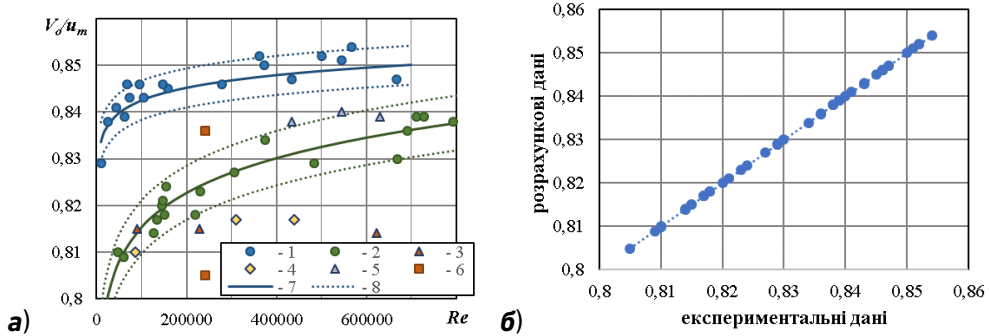 V_o/u_m
0,85
0,84
0,83
0,82
0,81
0,8
0 200000 400000 600000 Re
- 1 - 2 - 3
- 4 - 5 - 6
- 7 - 8
а)
0,86
0,85
0,84
0,83
0,82
0,81
0,8
розрахункові дані
0,8 0,81 0,82 0,83 0,84 0,85 0,86
експериментальні дані
б)